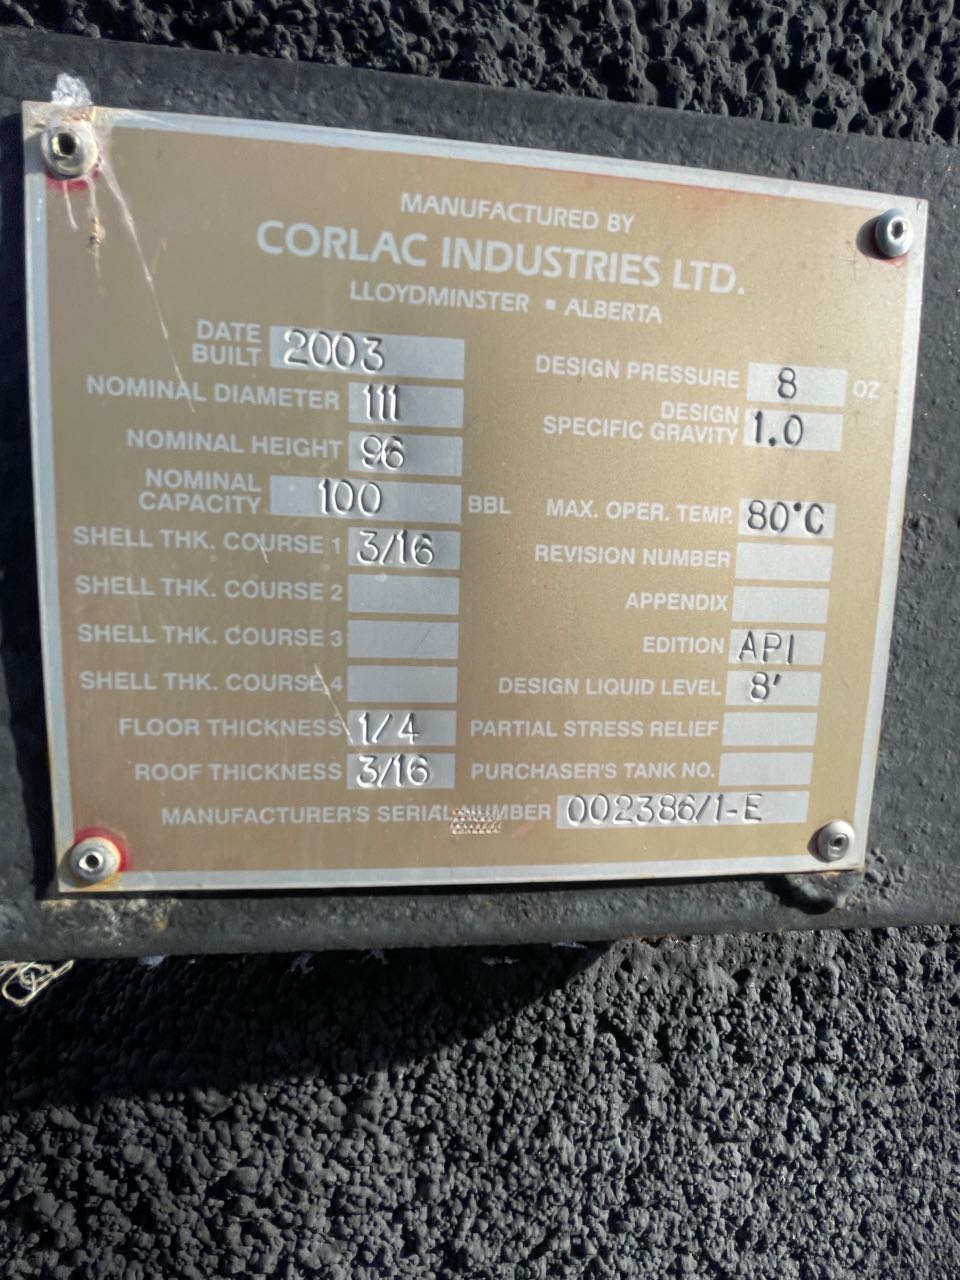 MANUFACTURED BY
CORLAC INDUSTRIES LTD.
LLOYDMINSTER ▪ ALBERTA
DATE BUILT 2003
NOMINAL DIAMETER 111
NOMINAL HEIGHT 96
NOMINAL CAPACITY 100 BBL
SHELL THK. COURSE 1 3/16
SHELL THK. COURSE 2
SHELL THK. COURSE 3
SHELL THK. COURSE 4
FLOOR THICKNESS 1/4
ROOF THICKNESS 3/16
DESIGN PRESSURE 8 OZ
DESIGN SPECIFIC GRAVITY 1.0
MAX. OPER. TEMP. 80°C
REVISION NUMBER
APPENDIX
EDITION API
DESIGN LIQUID LEVEL 8'
PARTIAL STRESS RELIEF
PURCHASER'S TANK NO.
MANUFACTURER'S SERIAL NUMBER 002386/1-E